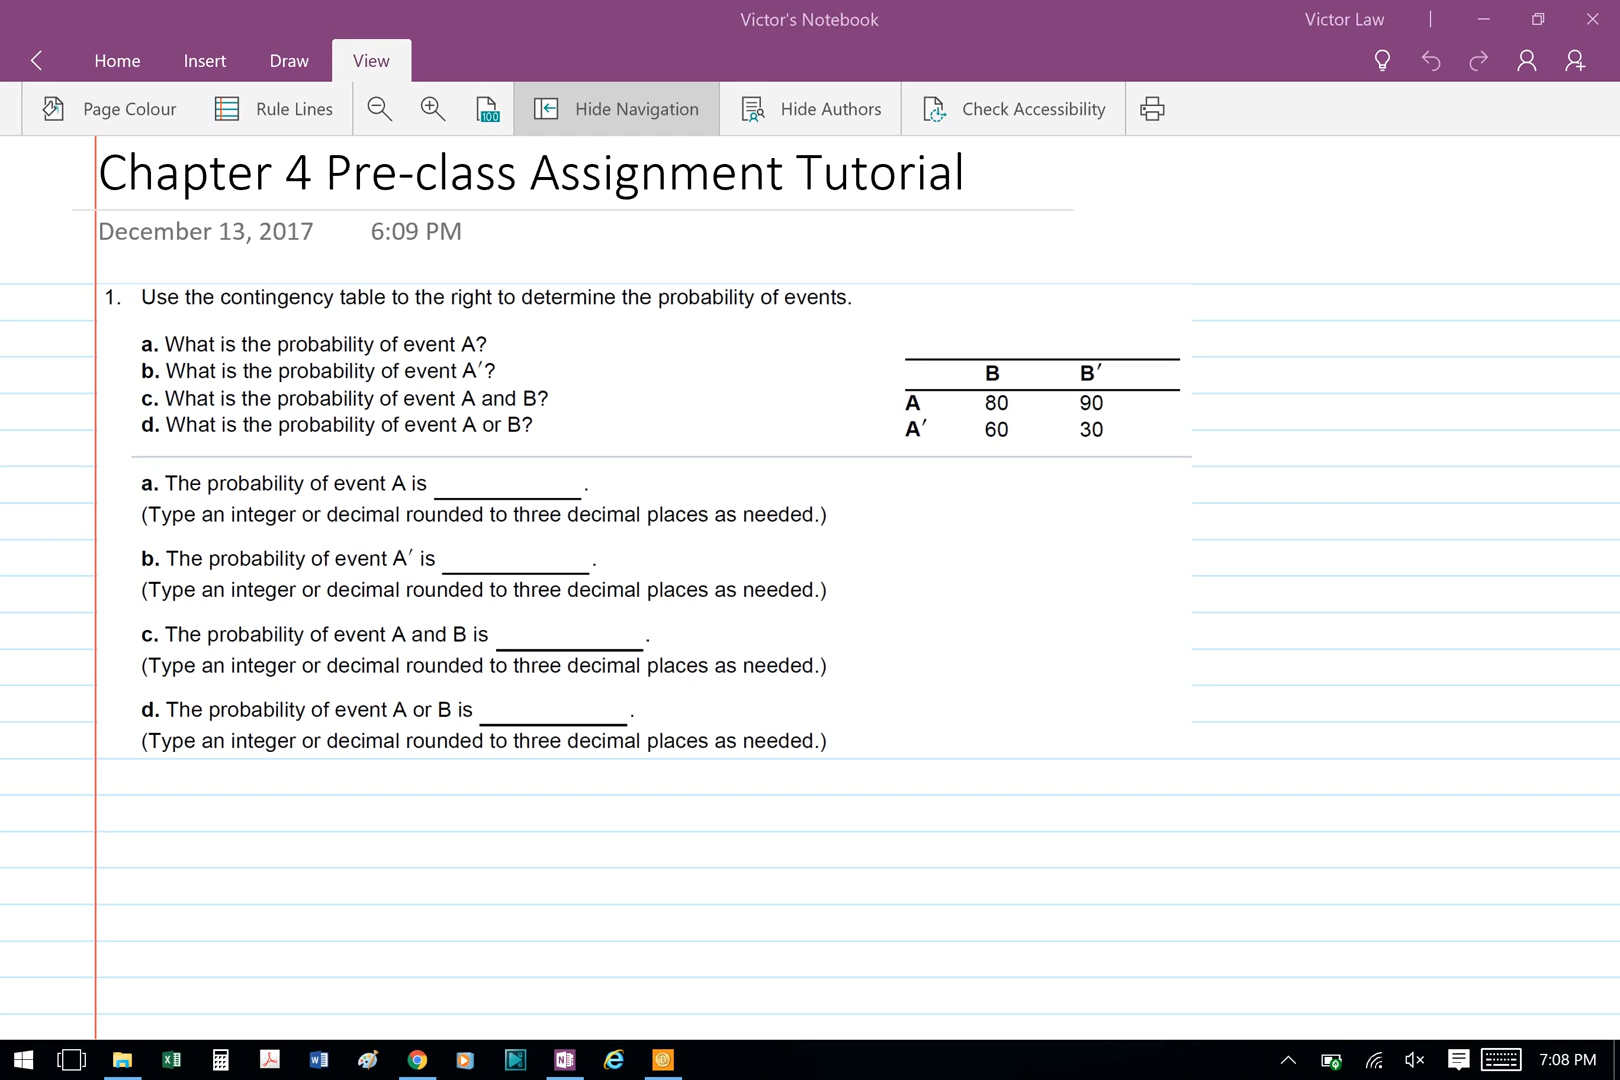 Victor's Notebook
Victor Law
Home Insert Draw View
Page Colour Rule Lines 100 Hide Navigation Hide Authors Check Accessibility
Chapter 4 Pre-class Assignment Tutorial
December 13, 2017 6:09 PM
1. Use the contingency table to the right to determine the probability of events.
a. What is the probability of event A?
b. What is the probability of event A′?
c. What is the probability of event A and B?
d. What is the probability of event A or B?
B B′
A 80 90
A′ 60 30
a. The probability of event A is ____________.
(Type an integer or decimal rounded to three decimal places as needed.)
b. The probability of event A′ is ____________.
(Type an integer or decimal rounded to three decimal places as needed.)
c. The probability of event A and B is ____________.
(Type an integer or decimal rounded to three decimal places as needed.)
d. The probability of event A or B is ____________.
(Type an integer or decimal rounded to three decimal places as needed.)
7:08 PM